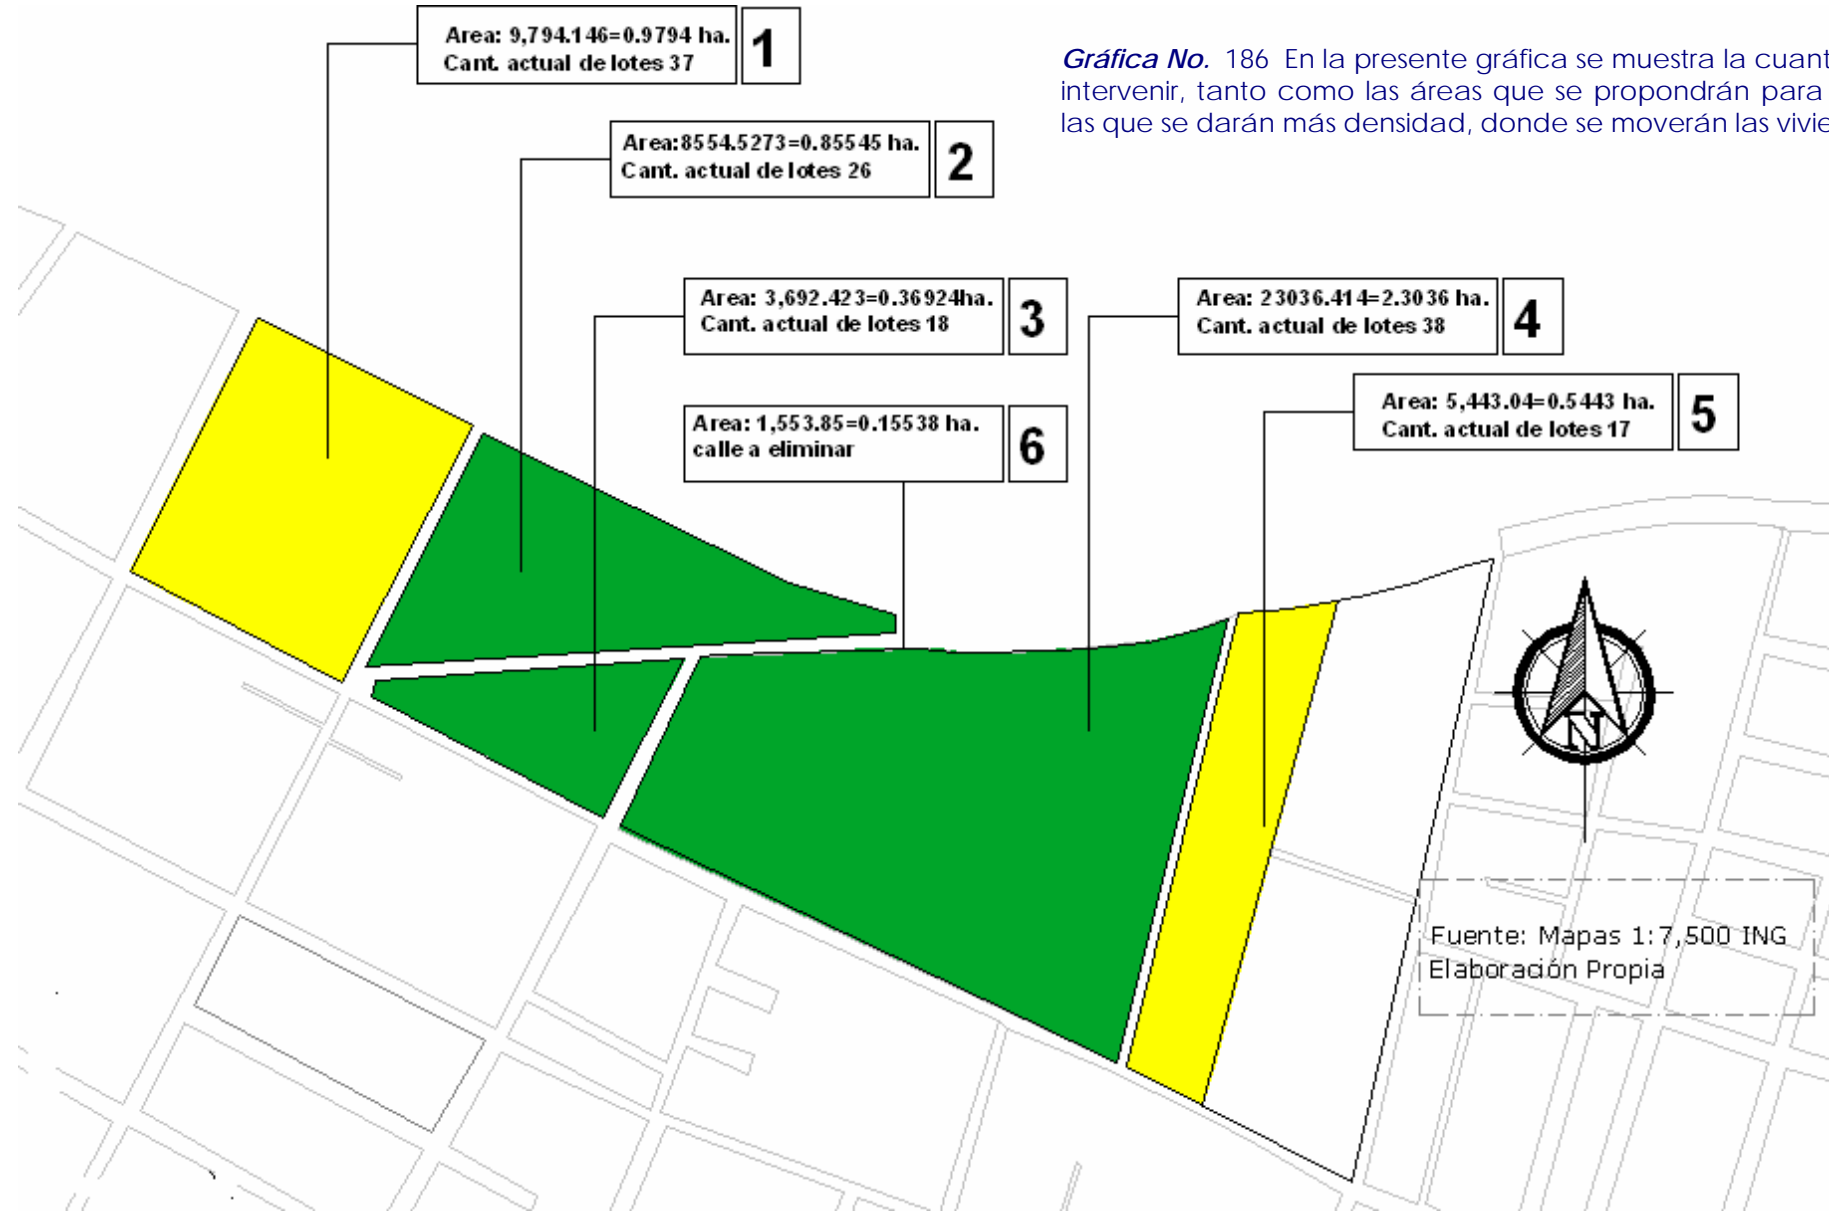 Area: 9,794.146=0.9794 ha.
Cant. actual de lotes 37
1
Gráfica No. 186 En la presente gráfica se muestra la cuant
intervenir, tanto como las áreas que se propondrán para
las que se darán más densidad, donde se moverán las vivie
Area:8554.5273=0.85545 ha.
Cant. actual de lotes 26
2
Area: 3,692.423=0.36924ha.
Cant. actual de lotes 18
3
Area: 23036.414=2.3036 ha.
Cant. actual de lotes 38
4
Area: 5,443.04=0.5443 ha.
Cant. actual de lotes 17
5
Area: 1,553.85=0.15538 ha.
calle a eliminar
6
N
Fuente: Mapas 1:7,500 ING
Elaboración Propia